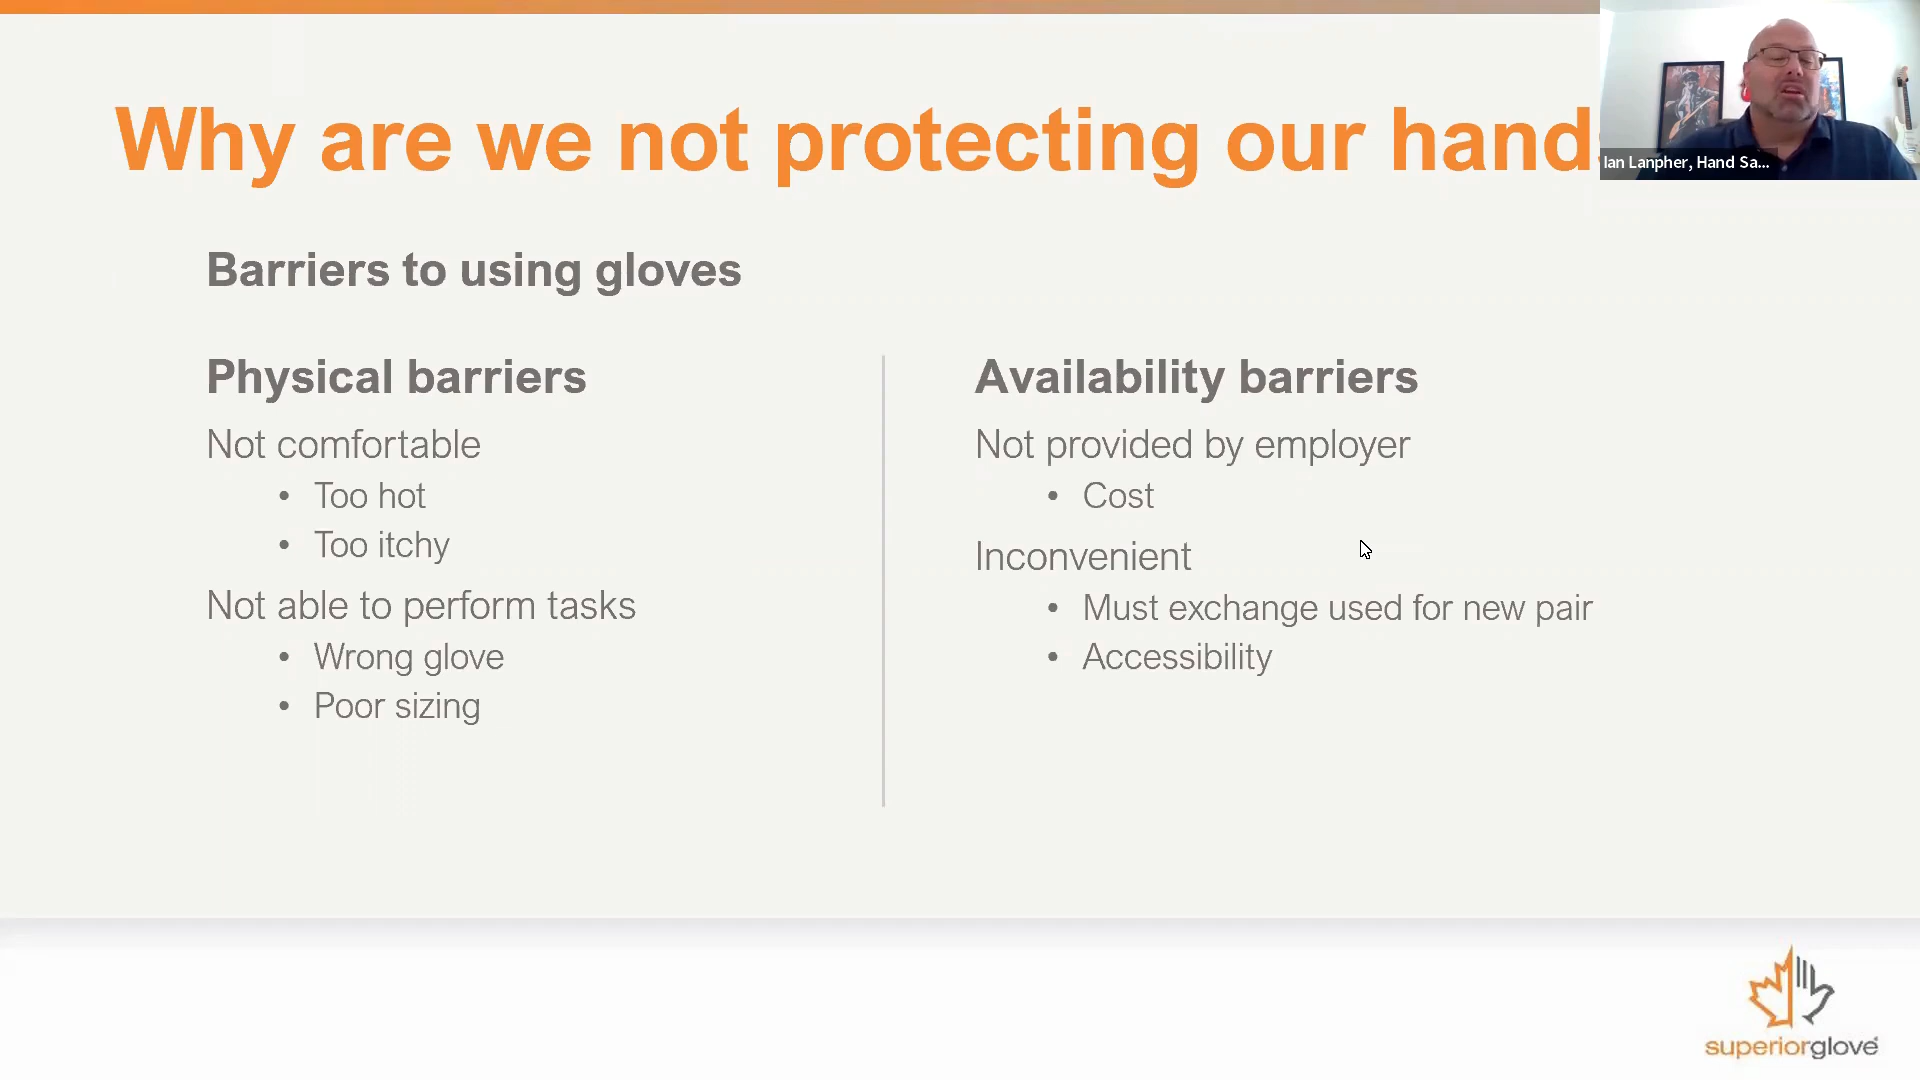 Why are we not protecting our hand
Ian Lanpher, Hand Sa...
Barriers to using gloves
Physical barriers
Not comfortable
• Too hot
• Too itchy
Not able to perform tasks
• Wrong glove
• Poor sizing
Availability barriers
Not provided by employer
• Cost
Inconvenient
• Must exchange used for new pair
• Accessibility
superiorglove